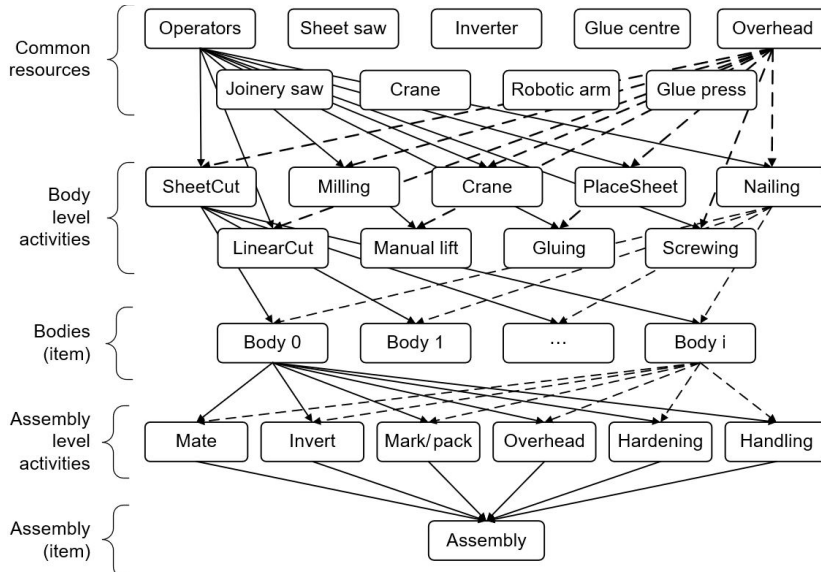 Common
resources
Operators
Sheet saw
Inverter
Glue centre
Overhead
Joinery saw
Crane
Robotic arm
Glue press
Body
level
activities
SheetCut
Milling
Crane
PlaceSheet
Nailing
LinearCut
Manual lift
Gluing
Screwing
Bodies
(item)
Body 0
Body 1
...
Body i
Assembly
level
activities
Mate
Invert
Mark/pack
Overhead
Hardening
Handling
Assembly
(item)
Assembly